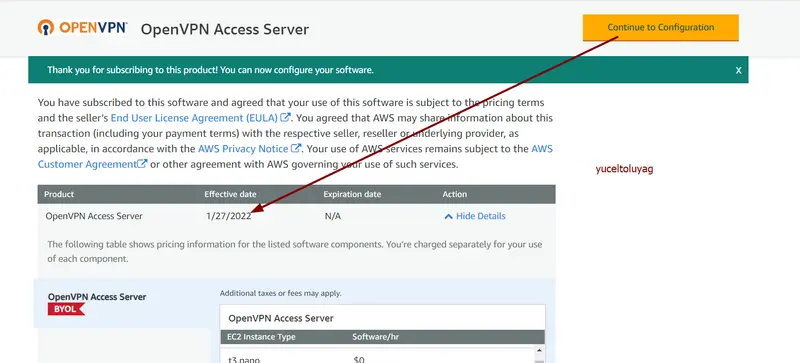 OPENVPN® OpenVPN Access Server Continue to Configuration
Thank you for subscribing to this product! You can now configure your software. X
You have subscribed to this software and agreed that your use of this software is subject to the pricing terms
and the seller's End User License Agreement (EULA). You agreed that AWS may share information about this
transaction (including your payment terms) with the respective seller, reseller or underlying provider, as
applicable, in accordance with the AWS Privacy Notice. Your use of AWS services remains subject to the AWS
Customer Agreement or other agreement with AWS governing your use of such services.
yuceltoluyag
Product Effective date Expiration date Action
OpenVPN Access Server 1/27/2022 N/A Hide Details
The following table shows pricing information for the listed software components. You're charged separately for your use
of each component.
OpenVPN Access Server
BYOL
Additional taxes or fees may apply.
OpenVPN Access Server
EC2 Instance Type Software/hr
t3.nano $0